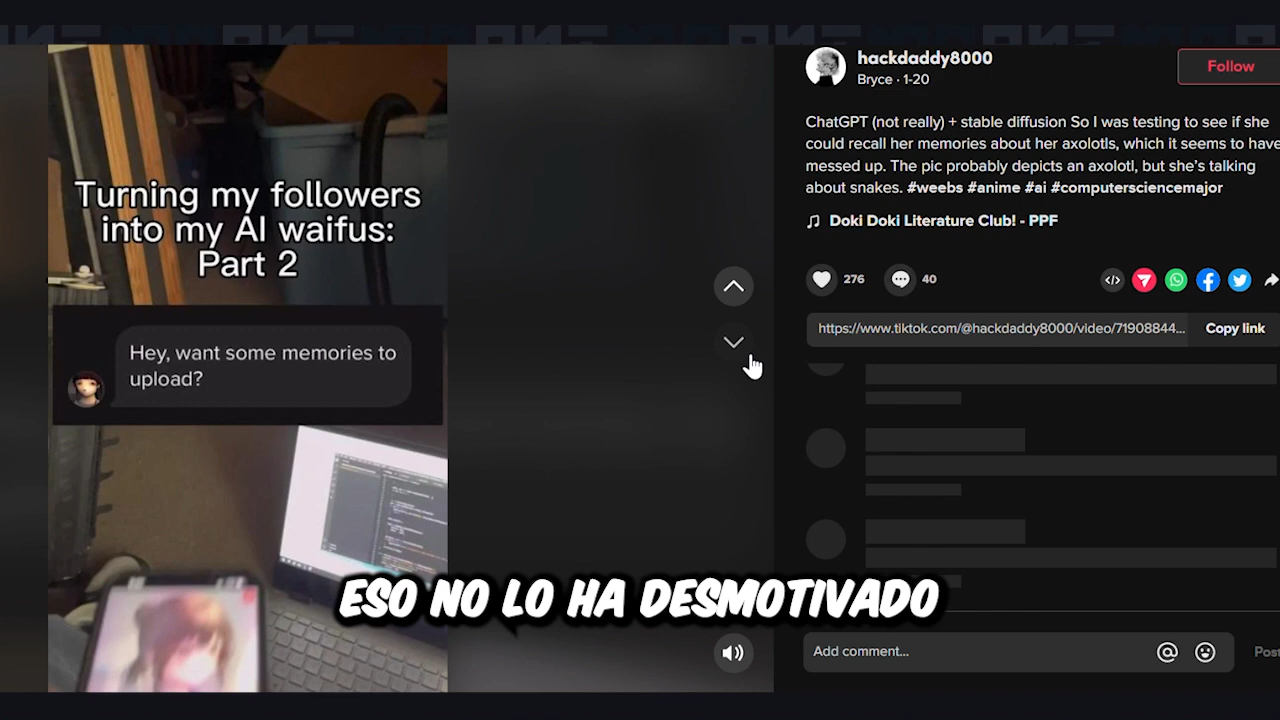 Turning my followers
into my AI waifus:
Part 2
Hey, want some memories to
upload?
ESO NO LO HA DESMOTIVADO
hackdaddy8000
Bryce · 1-20
Follow
ChatGPT (not really) + stable diffusion So I was testing to see if she
could recall her memories about her axolotls, which it seems to have
messed up. The pic probably depicts an axolotl, but she's talking
about snakes. #weebs #anime #ai #computersciencemajor
Doki Doki Literature Club! - PPF
276
40
https://www.tiktok.com/@hackdaddy8000/video/71908844...
Copy link
Add comment...
Post